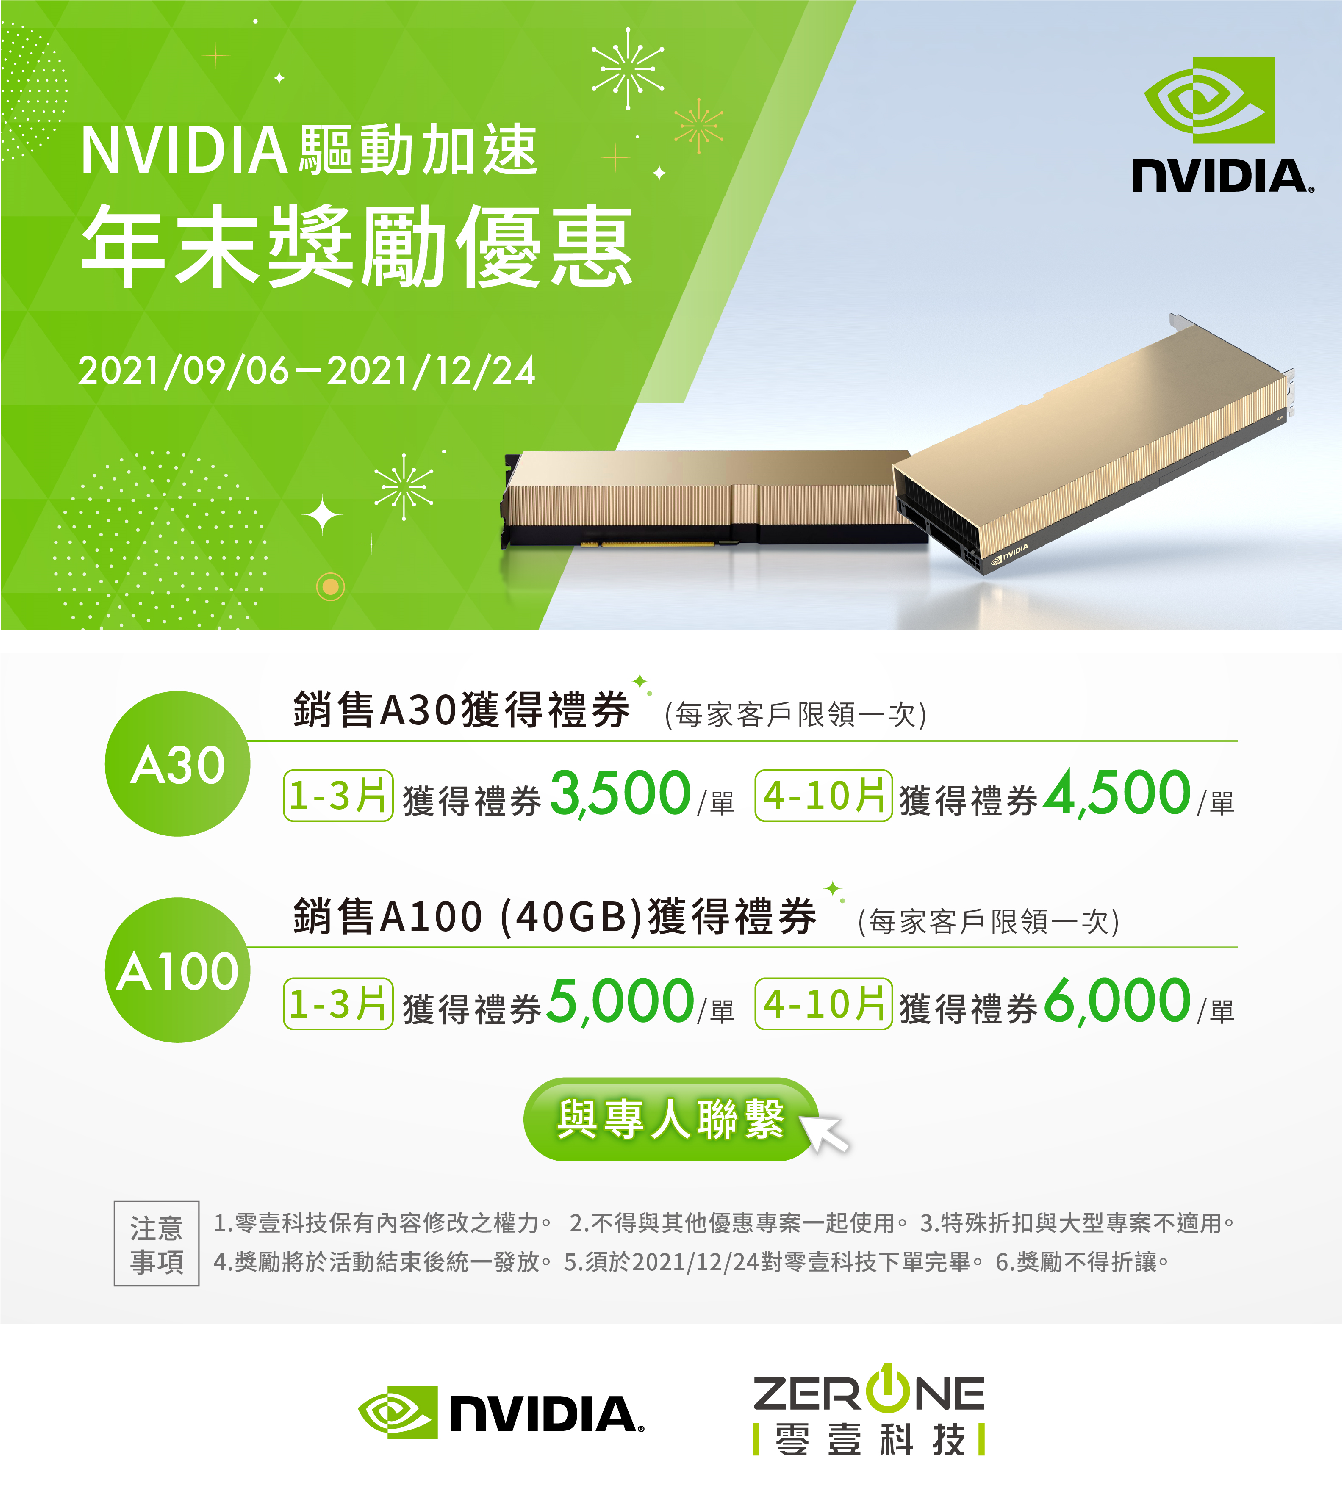 NVIDIA 驅動加速
年末獎勵優惠
2021/09/06－2021/12/24
NVIDIA.
NVIDIA
A30
銷售A30獲得禮券 (每家客戶限領一次)
1-3片 獲得禮券 3,500/單 4-10片 獲得禮券 4,500/單
A100
銷售A100 (40GB)獲得禮券 (每家客戶限領一次)
1-3片 獲得禮券 5,000/單 4-10片 獲得禮券 6,000/單
與專人聯繫
注意事項
1.零壹科技保有內容修改之權力。 2.不得與其他優惠專案一起使用。 3.特殊折扣與大型專案不適用。
4.獎勵將於活動結束後統一發放。 5.須於2021/12/24對零壹科技下單完畢。 6.獎勵不得折讓。
NVIDIA.
ZERONE
零壹科技